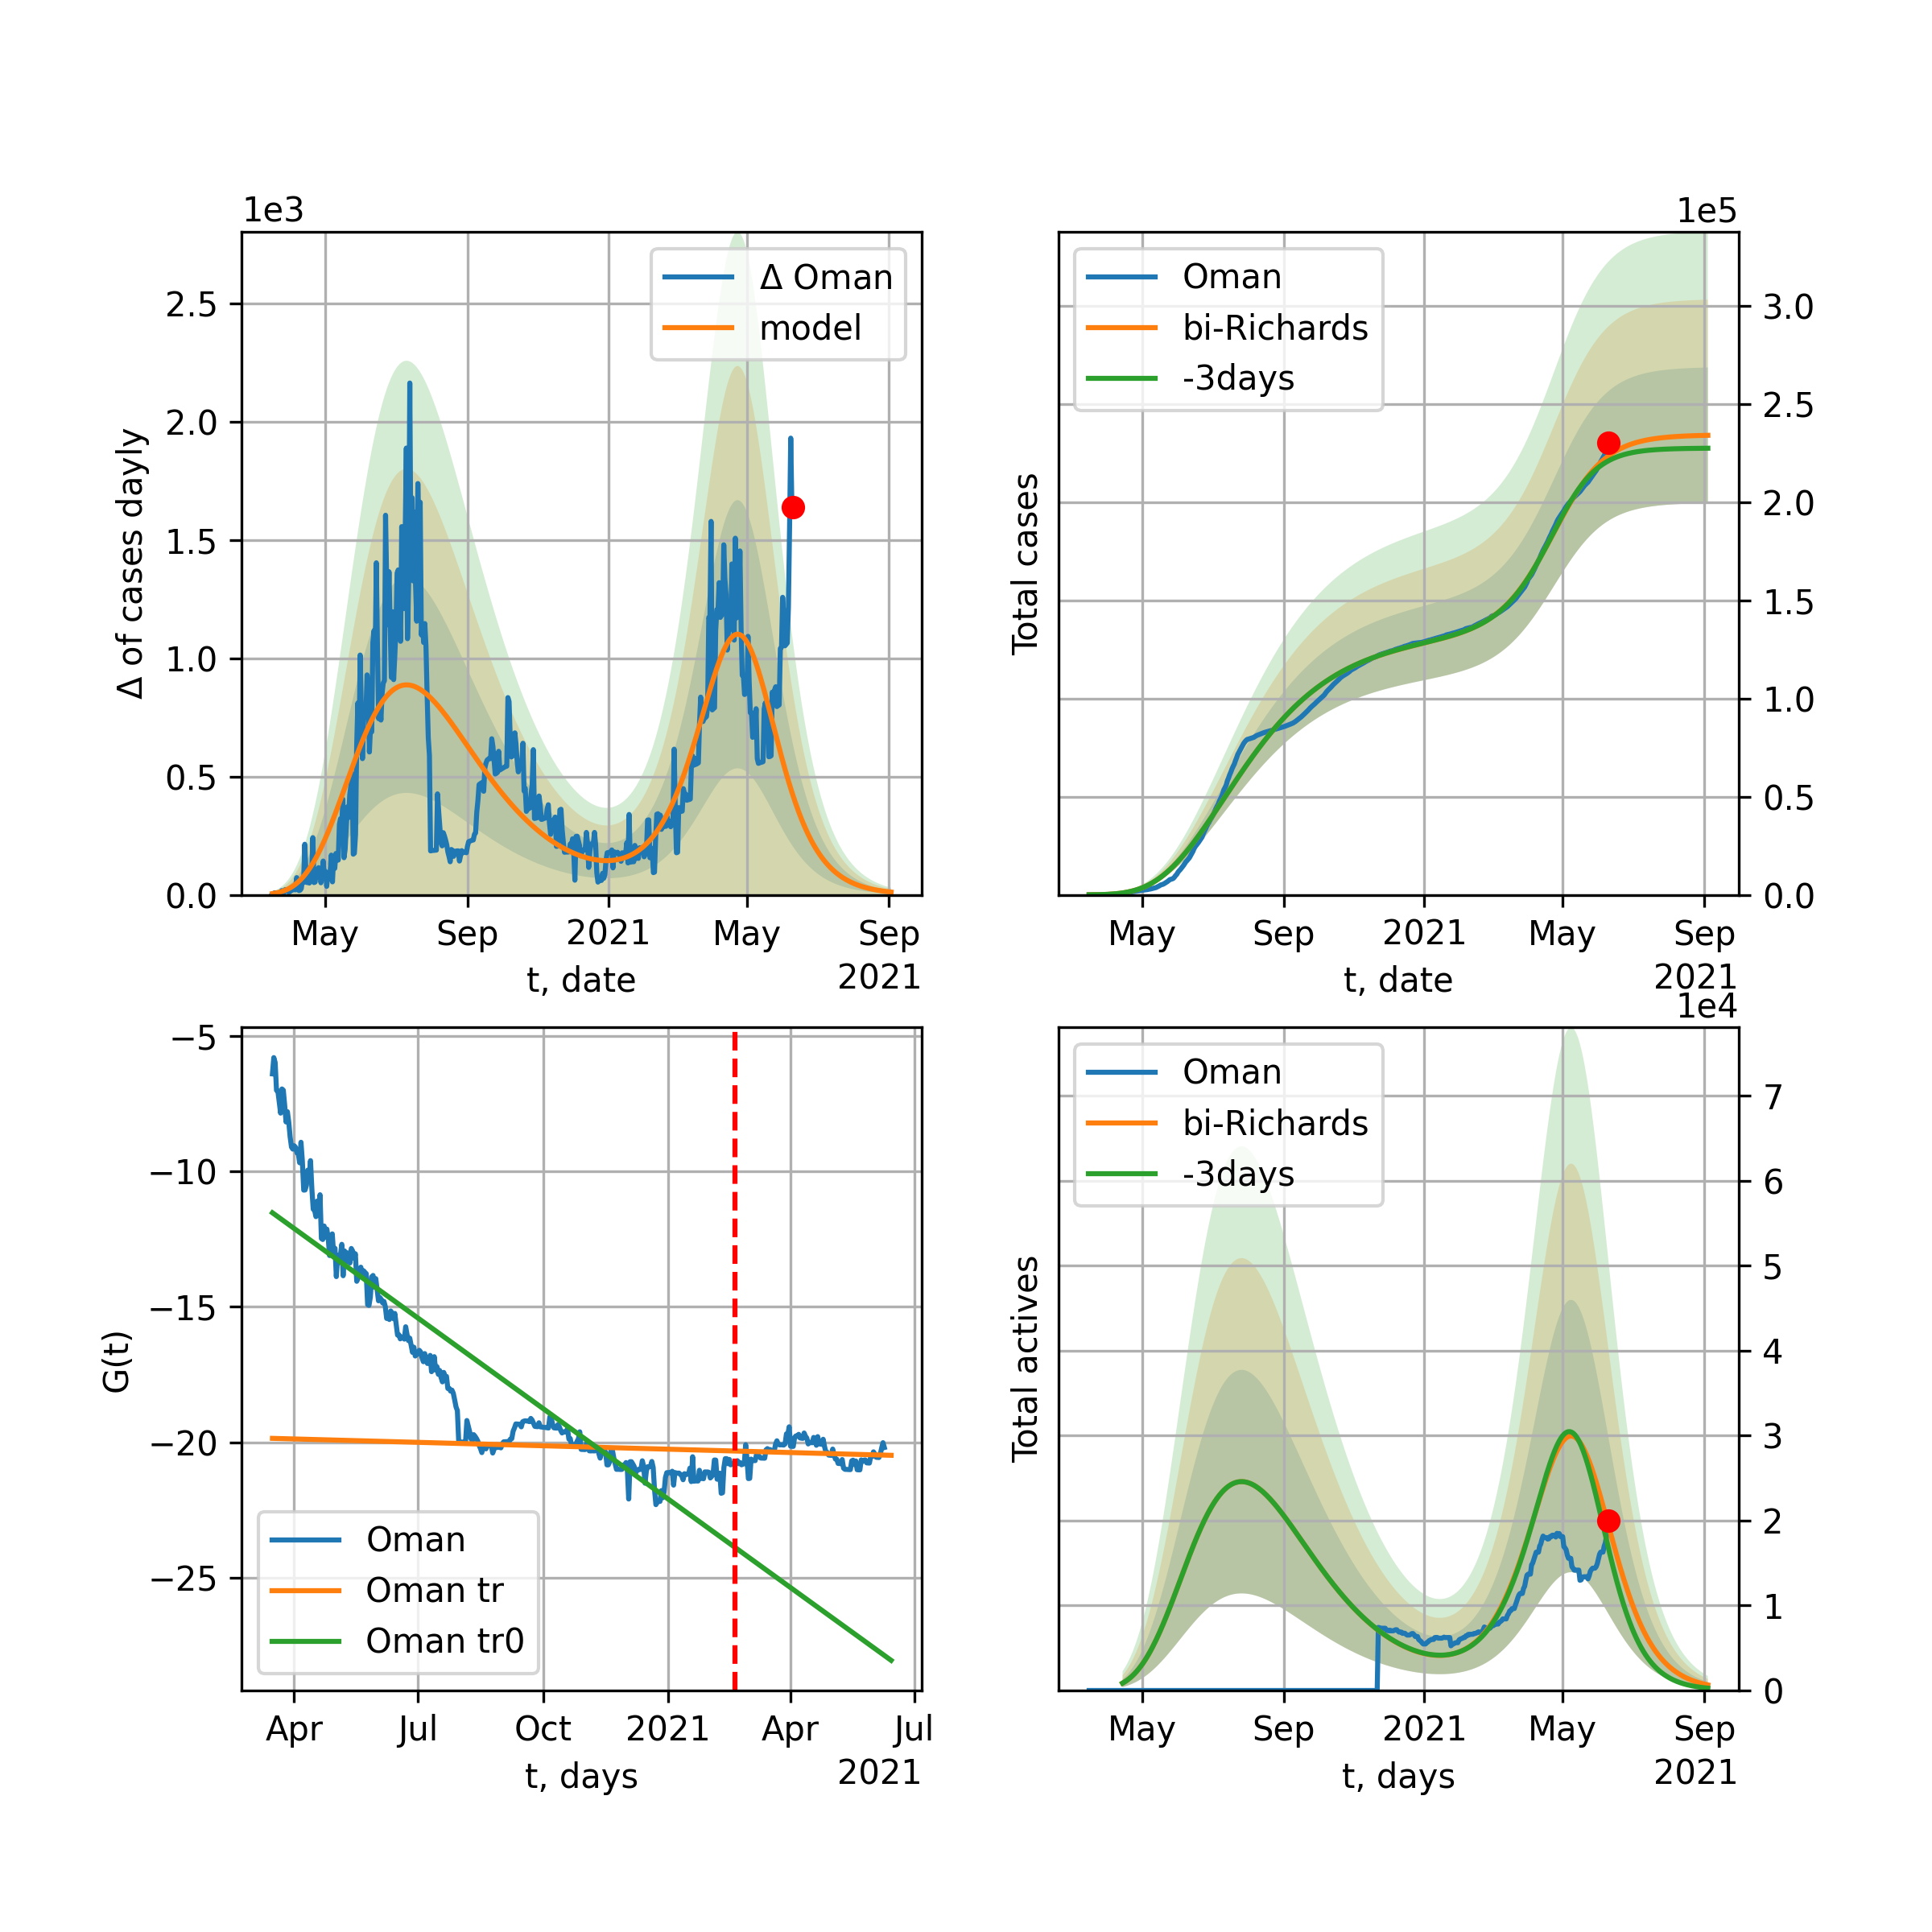 1e3
Δ of cases dayly
2.5
2.0
1.5
1.0
0.5
0.0
Δ Oman
model
May Sep 2021 May Sep
t, date
2021
1e5
Total cases
Oman
bi-Richards
-3days
3.0
2.5
2.0
1.5
1.0
0.5
0.0
May Sep 2021 May Sep
t, date
2021
G(t)
−5
−10
−15
−20
−25
Oman
Oman tr
Oman tr0
Apr Jul Oct 2021 Apr Jul
t, days
2021
1e4
Total actives
Oman
bi-Richards
-3days
7
6
5
4
3
2
1
0
May Sep 2021 May Sep
t, days
2021